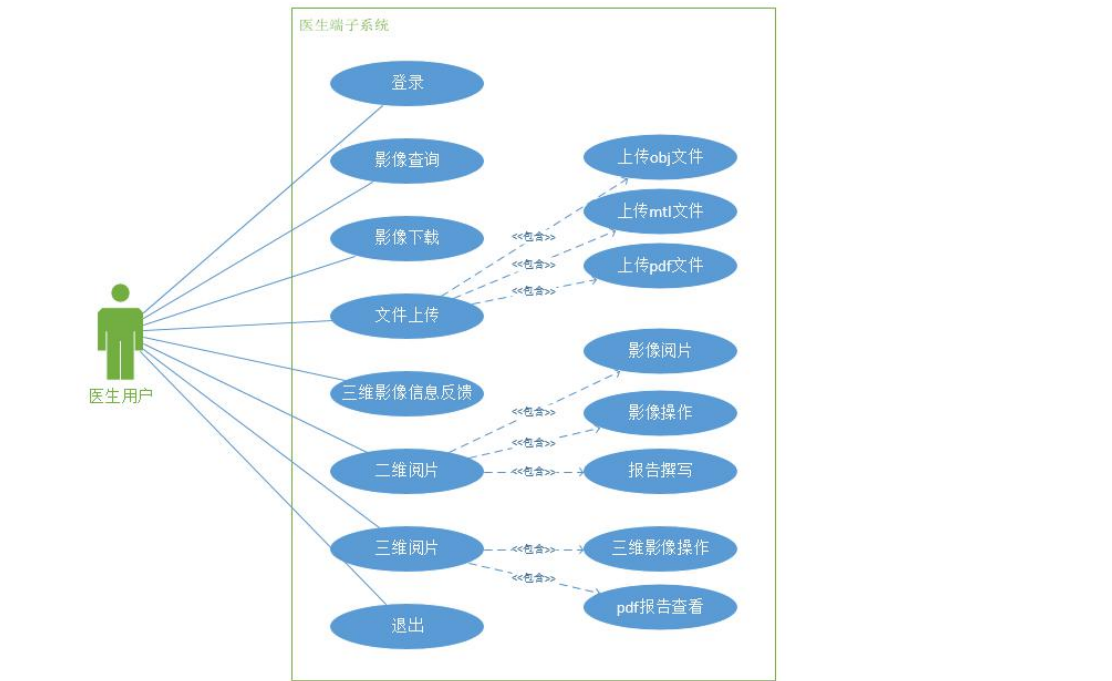 医生端子系统
登录
影像查询
影像下载
文件上传
三维影像信息反馈
二维阅片
三维阅片
退出
医生用户
<<包含>>
<<包含>>
<<包含>>
<<包含>>
<<包含>>
<<包含>>
<<包含>>
<<包含>>
上传obj文件
上传mtl文件
上传pdf文件
影像阅片
影像操作
报告撰写
三维影像操作
pdf报告查看